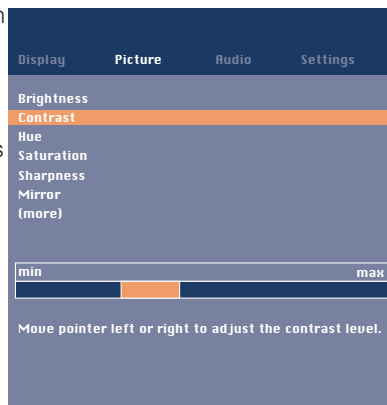 Display Picture Audio Settings
Brightness
Contrast
Hue
Saturation
Sharpness
Mirror
(more)
min max
Move pointer left or right to adjust the contrast level.